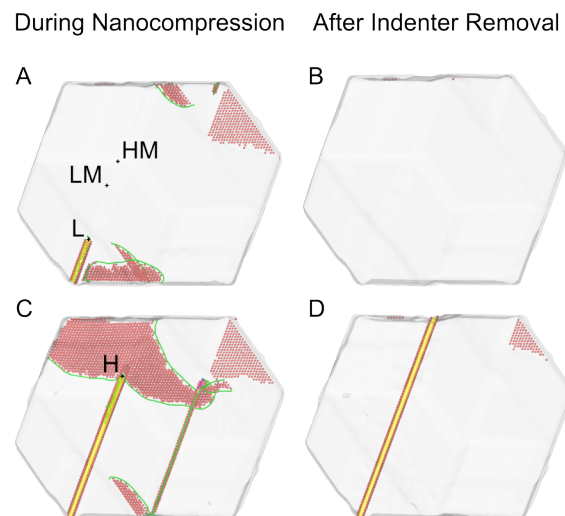 During Nanocompression
After Indenter Removal
A
B
HM
LM
L
C
D
H